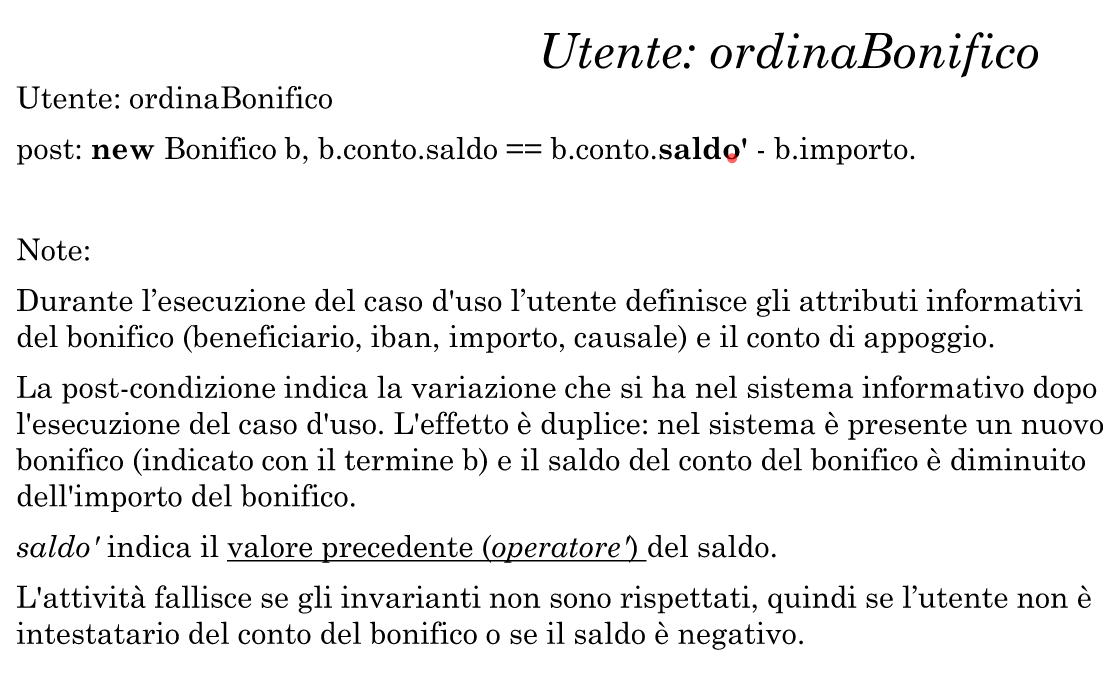 Utente: ordinaBonifico
Utente: ordinaBonifico
post: new Bonifico b, b.conto.saldo == b.conto.saldo' - b.importo.
Note:
Durante l’esecuzione del caso d'uso l’utente definisce gli attributi informativi
del bonifico (beneficiario, iban, importo, causale) e il conto di appoggio.
La post-condizione indica la variazione che si ha nel sistema informativo dopo
l'esecuzione del caso d'uso. L'effetto è duplice: nel sistema è presente un nuovo
bonifico (indicato con il termine b) e il saldo del conto del bonifico è diminuito
dell'importo del bonifico.
saldo' indica il valore precedente (operatore') del saldo.
L'attività fallisce se gli invarianti non sono rispettati, quindi se l’utente non è
intestatario del conto del bonifico o se il saldo è negativo.